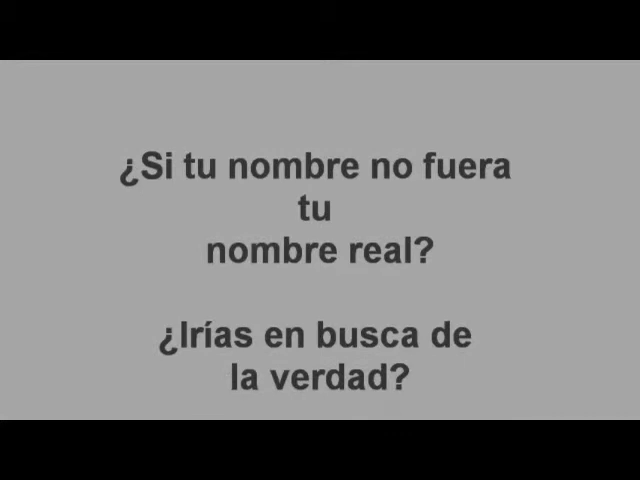 ¿Si tu nombre no fuera
tu
nombre real?
¿Irías en busca de
la verdad?